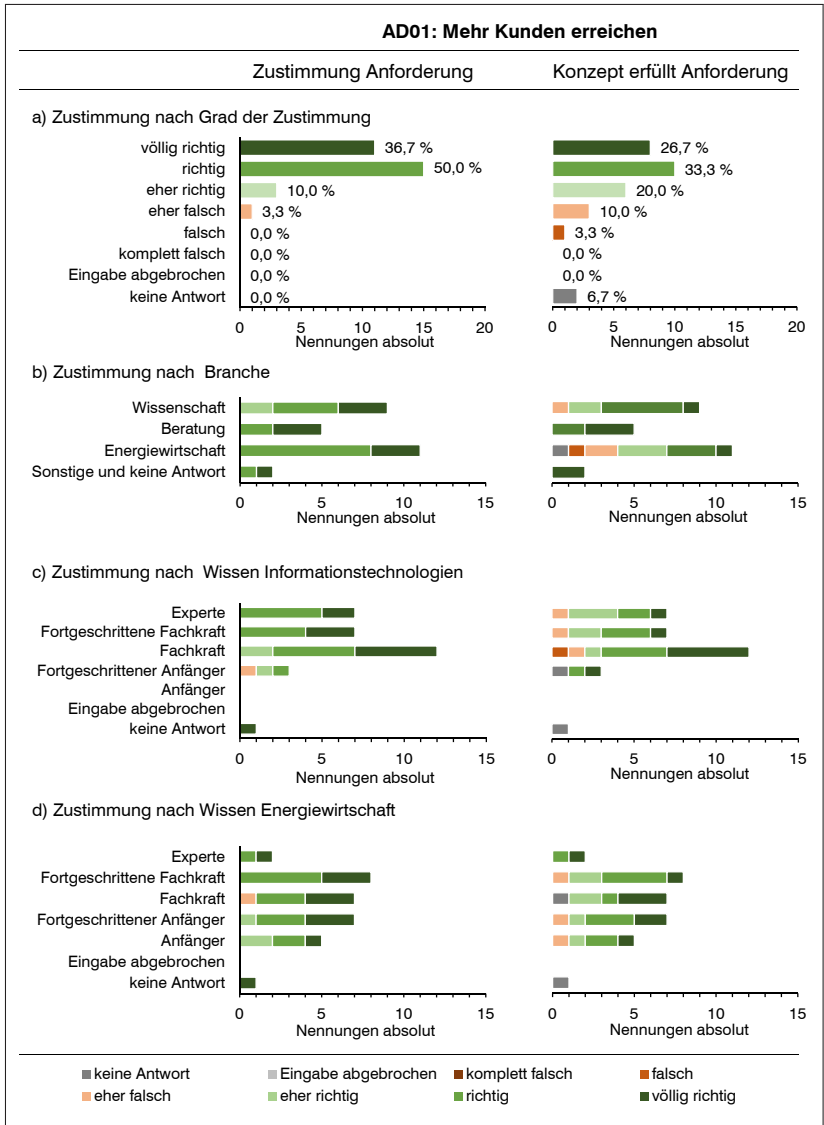 AD01: Mehr Kunden erreichen
Zustimmung Anforderung Konzept erfüllt Anforderung
a) Zustimmung nach Grad der Zustimmung
völlig richtig 36,7 % 26,7 %
richtig 50,0 % 33,3 %
eher richtig 10,0 % 20,0 %
eher falsch 3,3 % 10,0 %
falsch 0,0 % 3,3 %
komplett falsch 0,0 % 0,0 %
Eingabe abgebrochen 0,0 % 0,0 %
keine Antwort 0,0 % 6,7 %
0 5 10 15 20 0 5 10 15 20
Nennungen absolut Nennungen absolut
b) Zustimmung nach Branche
Wissenschaft
Beratung
Energiewirtschaft
Sonstige und keine Antwort
0 5 10 15 0 5 10 15
Nennungen absolut Nennungen absolut
c) Zustimmung nach Wissen Informationstechnologien
Experte
Fortgeschrittene Fachkraft
Fachkraft
Fortgeschrittener Anfänger
Anfänger
Eingabe abgebrochen
keine Antwort
0 5 10 15 0 5 10 15
Nennungen absolut Nennungen absolut
d) Zustimmung nach Wissen Energiewirtschaft
Experte
Fortgeschrittene Fachkraft
Fachkraft
Fortgeschrittener Anfänger
Anfänger
Eingabe abgebrochen
keine Antwort
0 5 10 15 0 5 10 15
Nennungen absolut Nennungen absolut
keine Antwort Eingabe abgebrochen komplett falsch falsch
eher falsch eher richtig richtig völlig richtig